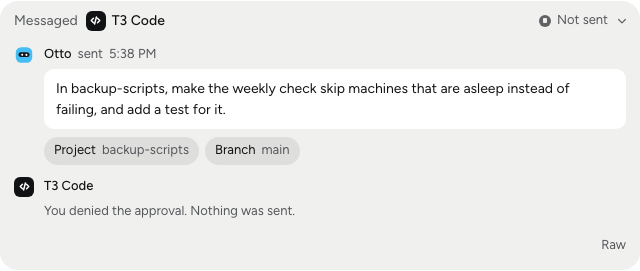 Messaged T3 Code Not sent
Otto sent 5:38 PM
In backup-scripts, make the weekly check skip machines that are asleep instead of
failing, and add a test for it.
Project backup-scripts Branch main
T3 Code
You denied the approval. Nothing was sent.
Raw